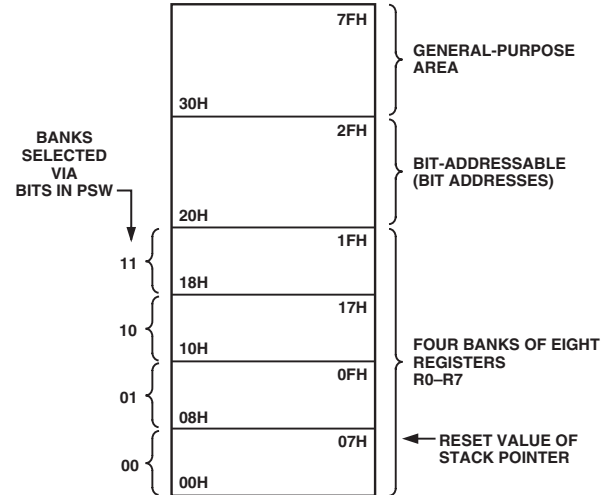 7FH
GENERAL-PURPOSE
AREA
30H
2FH
BANKS
SELECTED
VIA
BITS IN PSW
BIT-ADDRESSABLE
(BIT ADDRESSES)
20H
1FH
11
18H
17H
10
10H
FOUR BANKS OF EIGHT
REGISTERS
R0–R7
0FH
01
08H
07H
RESET VALUE OF
STACK POINTER
00
00H